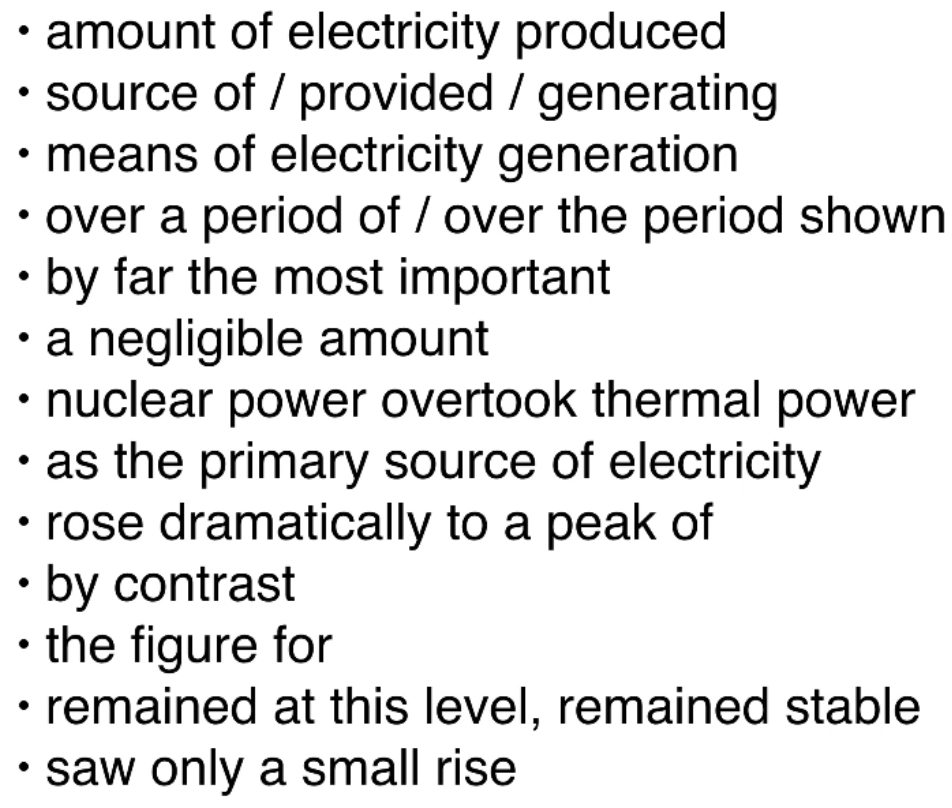 • amount of electricity produced
• source of / provided / generating
• means of electricity generation
• over a period of / over the period shown
• by far the most important
• a negligible amount
• nuclear power overtook thermal power
• as the primary source of electricity
• rose dramatically to a peak of
• by contrast
• the figure for
• remained at this level, remained stable
• saw only a small rise